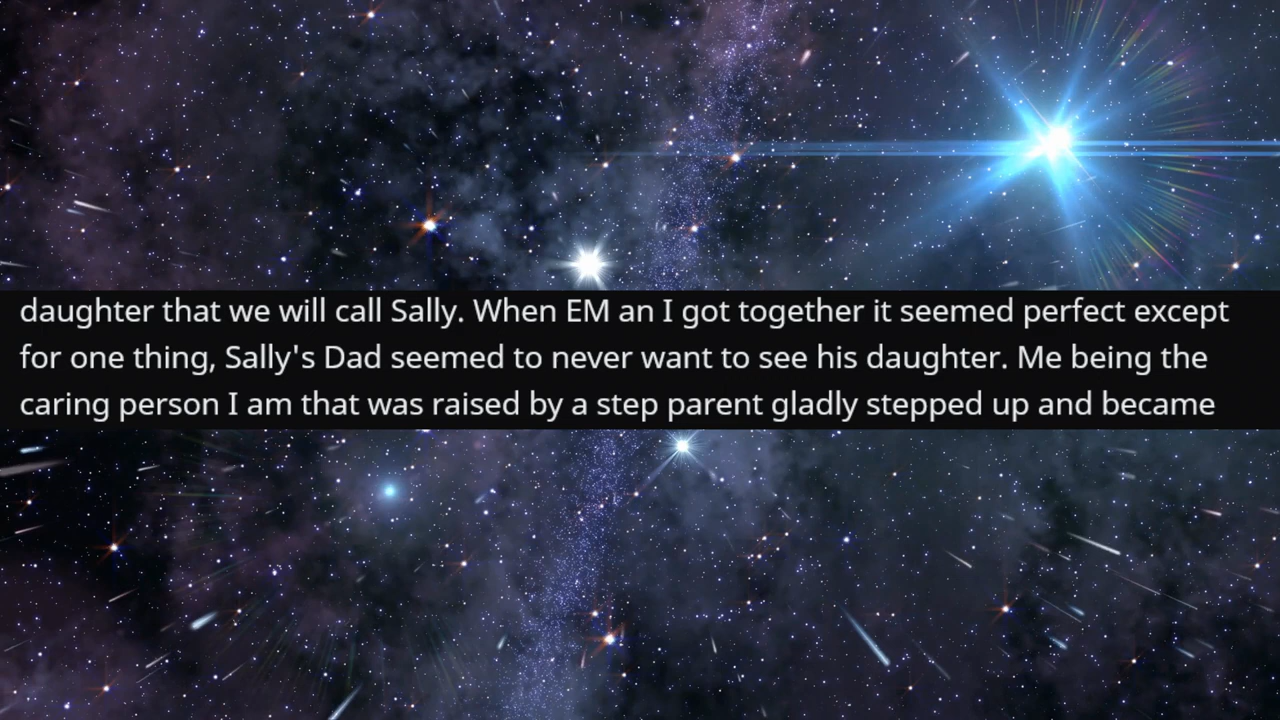 daughter that we will call Sally. When EM an I got together it seemed perfect except
for one thing, Sally's Dad seemed to never want to see his daughter. Me being the
caring person I am that was raised by a step parent gladly stepped up and became